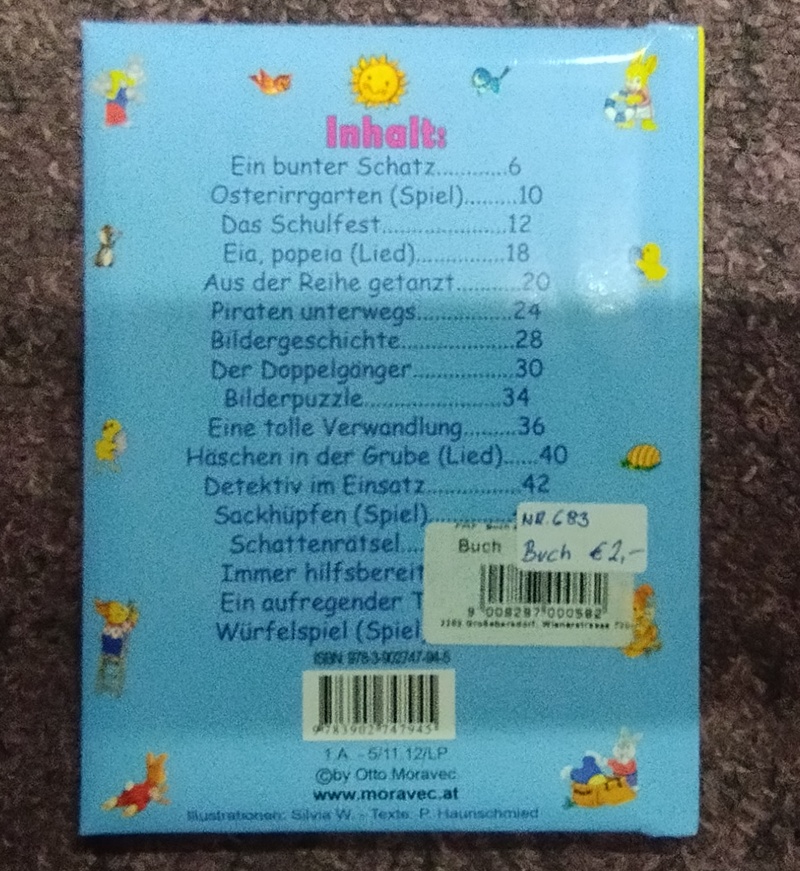 Inhalt:
Ein bunter Schatz............6
Osterirrgarten (Spiel).........10
Das Schulfest......................12
Eia, popeia (Lied)...............18
Aus der Reihe getanzt............20
Piraten unterwegs...............24
Bildergeschichte....................28
Der Doppelgänger..................30
Bilderpuzzle........................34
Eine tolle Verwandlung.........36
Häschen in der Grube (Lied)......40
Detektiv im Einsatz................42
Sackhüpfen (Spiel)
Schattenrätsel....
Immer hilfsbereit
Ein aufregender
Würfelspiel (Spiel
NR. 683
Buch
Buch € 2,-
9 008297 000582
2203 Grossebersdorf, Wienerstrasse
ISBN: 978-3-902747-94-5
9 783902 747945
1 A - 5/11 12/LP
©by Otto Moravec
www.moravec.at
Illustrationen: Silvia W. - Texte: P. Haunschmied